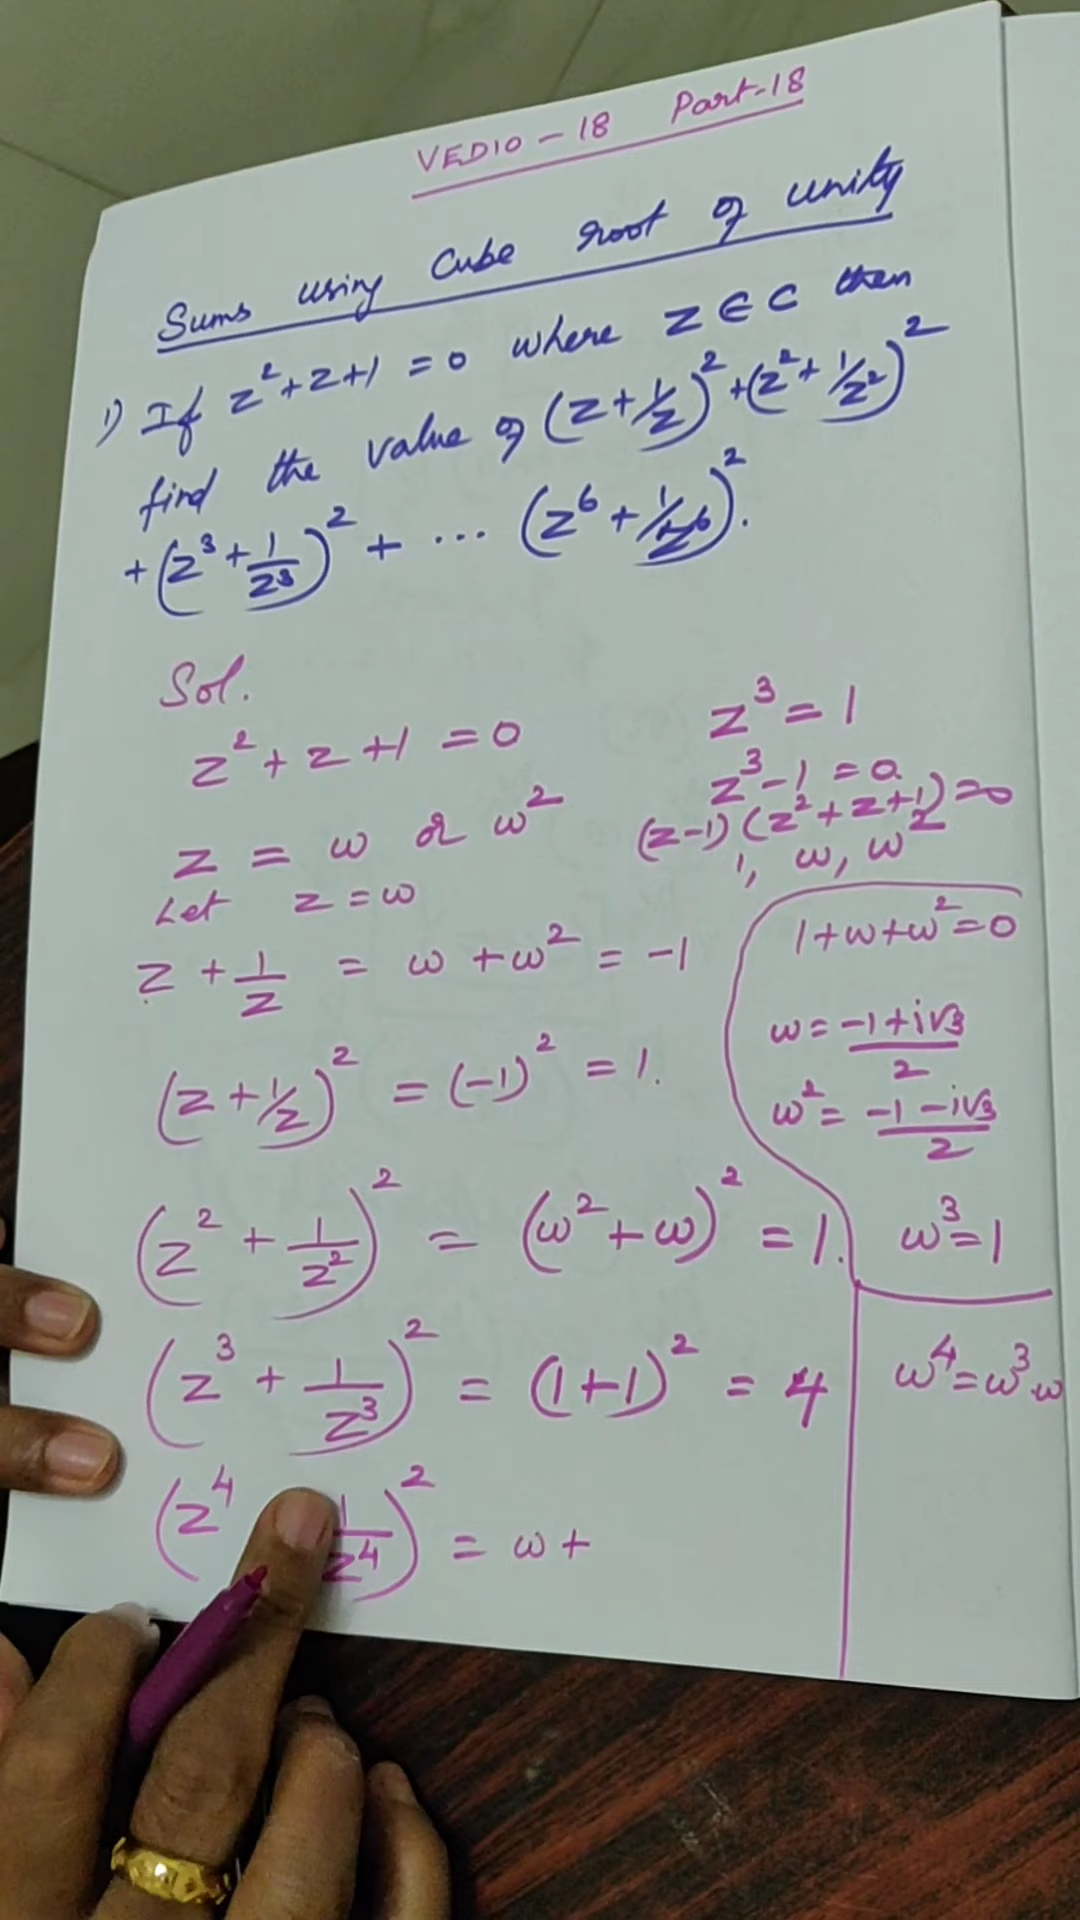 VEDIO - 18 Part-18
Sums using Cube root of unity
1) If z² + z + 1 = 0 where z ∈ C then
find the value of (z + 1/z)² + (z² + 1/z²)²
+ (z³ + 1/z³)² + ... (z⁶ + 1/z⁶)².
Sol.
z² + z + 1 = 0
z = ω or ω²
Let z = ω
z + 1/z = ω + ω² = -1
(z + 1/z)² = (-1)² = 1.
(z² + 1/z²)² = (ω² + ω)² = 1.
(z³ + 1/z³)² = (1+1)² = 4
(z⁴ 1/z⁴)² = ω +
z³ = 1
z³ - 1 = 0
(z-1)(z² + z + 1) = 0
1, ω, ω²
1 + ω + ω² = 0
ω = -1 + i√3 / 2
ω² = -1 - i√3 / 2
ω³ = 1
ω⁴ = ω³.ω